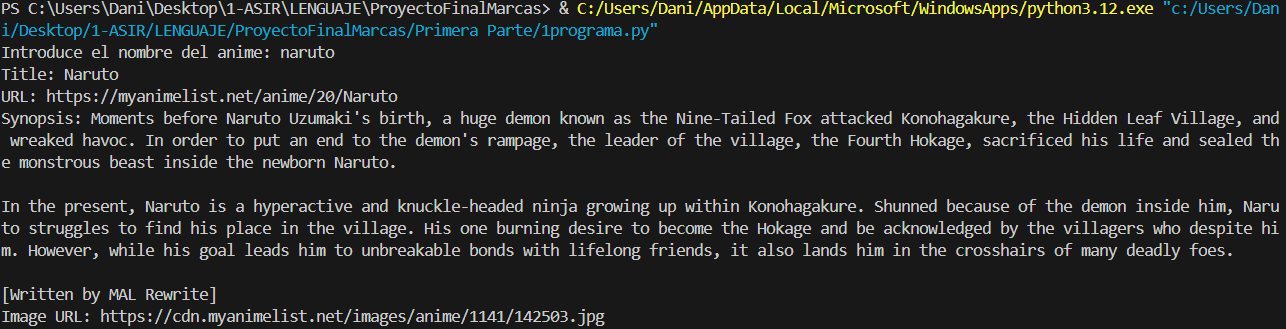 PS C:\Users\Dani\Desktop\1-ASIR\LENGUAJE\ProyectoFinalMarcas> & C:/Users/Dani/AppData/Local/Microsoft/WindowsApps/python3.12.exe "c:/Users/Dan
i/Desktop/1-ASIR/LENGUAJE/ProyectoFinalMarcas/Primera Parte/1programa.py"
Introduce el nombre del anime: naruto
Title: Naruto
URL: https://myanimelist.net/anime/20/Naruto
Synopsis: Moments before Naruto Uzumaki's birth, a huge demon known as the Nine-Tailed Fox attacked Konohagakure, the Hidden Leaf Village, and
 wreaked havoc. In order to put an end to the demon's rampage, the leader of the village, the Fourth Hokage, sacrificed his life and sealed th
e monstrous beast inside the newborn Naruto.

In the present, Naruto is a hyperactive and knuckle-headed ninja growing up within Konohagakure. Shunned because of the demon inside him, Naru
to struggles to find his place in the village. His one burning desire to become the Hokage and be acknowledged by the villagers who despite hi
m. However, while his goal leads him to unbreakable bonds with lifelong friends, it also lands him in the crosshairs of many deadly foes.

[Written by MAL Rewrite]
Image URL: https://cdn.myanimelist.net/images/anime/1141/142503.jpg